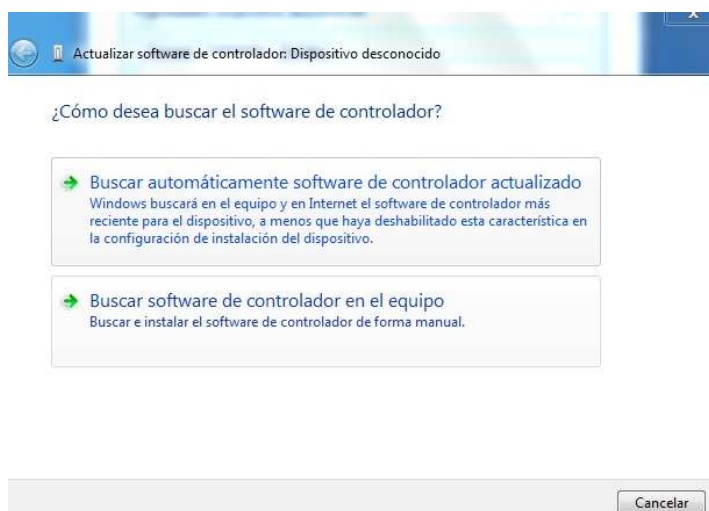 Actualizar software de controlador: Dispositivo desconocido
¿Cómo desea buscar el software de controlador?
Buscar automáticamente software de controlador actualizado
Windows buscará en el equipo y en Internet el software de controlador más
reciente para el dispositivo, a menos que haya deshabilitado esta característica en
la configuración de instalación del dispositivo.
Buscar software de controlador en el equipo
Buscar e instalar el software de controlador de forma manual.
Cancelar